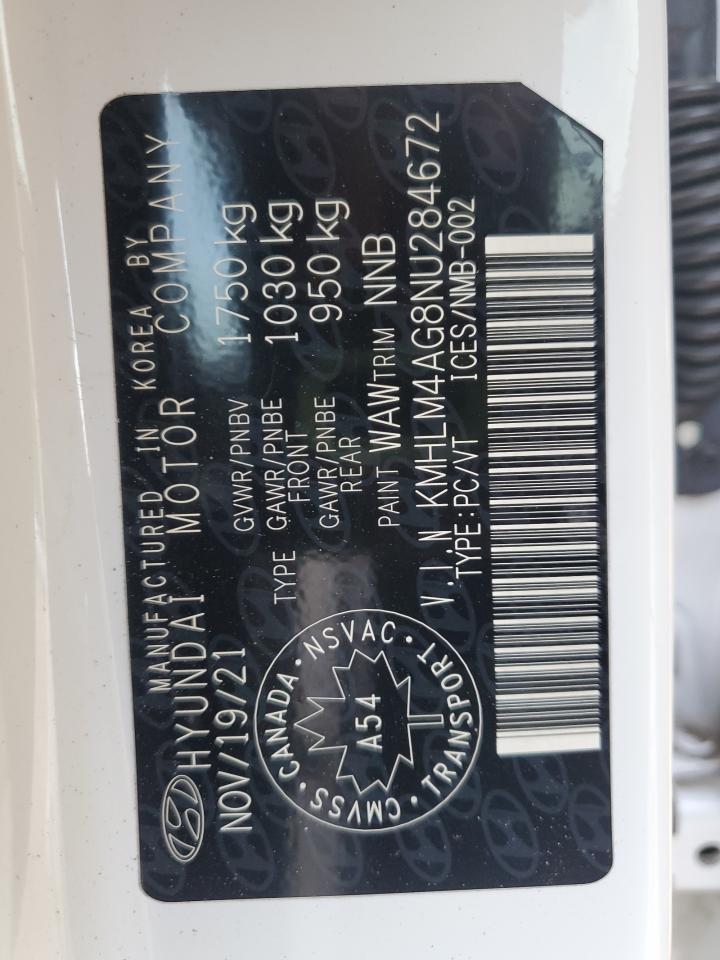 MANUFACTURED IN KOREA BY
HYUNDAI MOTOR COMPANY
NOV/19/21
GVWR/PNBV 1750 kg
TYPE GAWR/PNBE FRONT 1030 kg
GAWR/PNBE REAR 950 kg
PAINT WAW TRIM NNB
V.I.N KMHLM4AG8NU284672
TYPE:PC/VT ICES/NMB-002
CANADA · NSVAC · TRANSPORT · CMVSS ·
A54